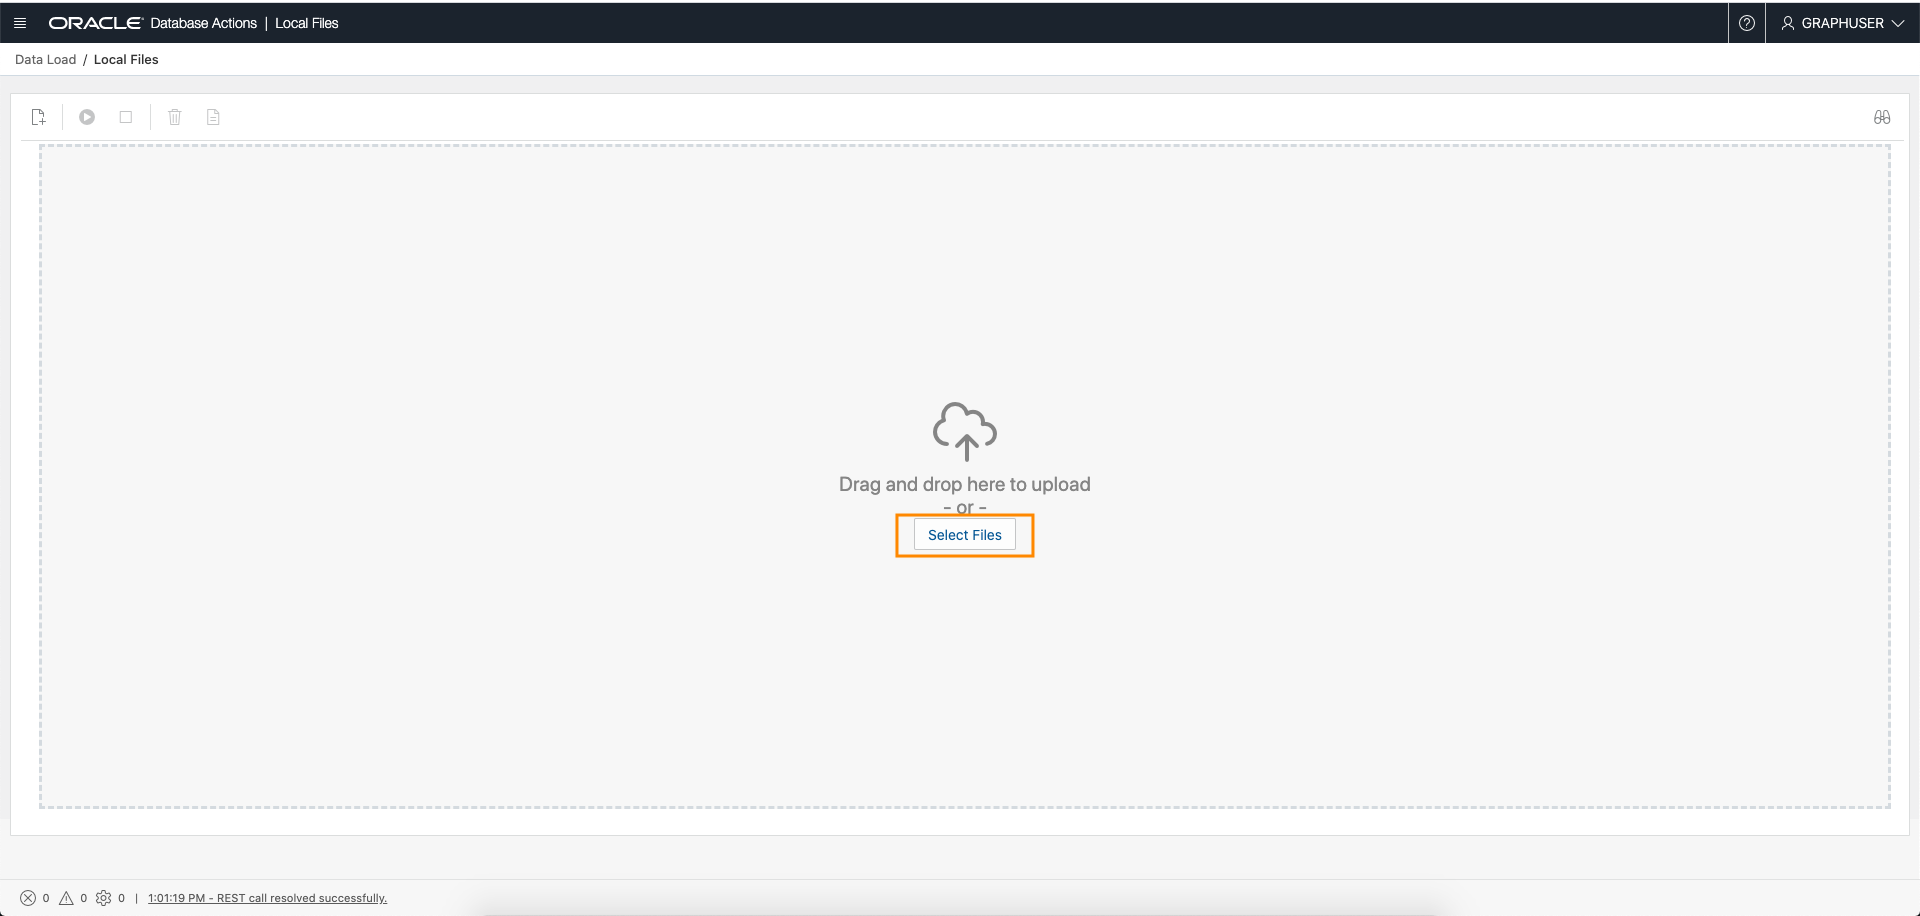 ORACLE Database Actions | Local Files
GRAPHUSER
Data Load / Local Files
Drag and drop here to upload
- or -
Select Files
0 0 0 | 1:01:19 PM - REST call resolved successfully.